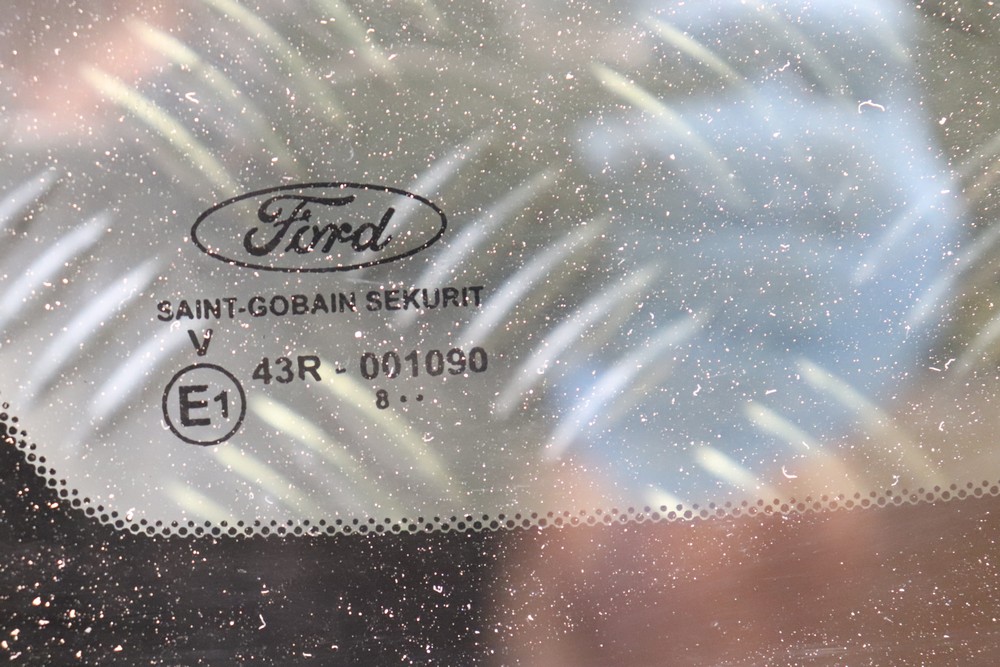 Ford
SAINT-GOBAIN SEKURIT
V
E1 43R - 001090
8 ··